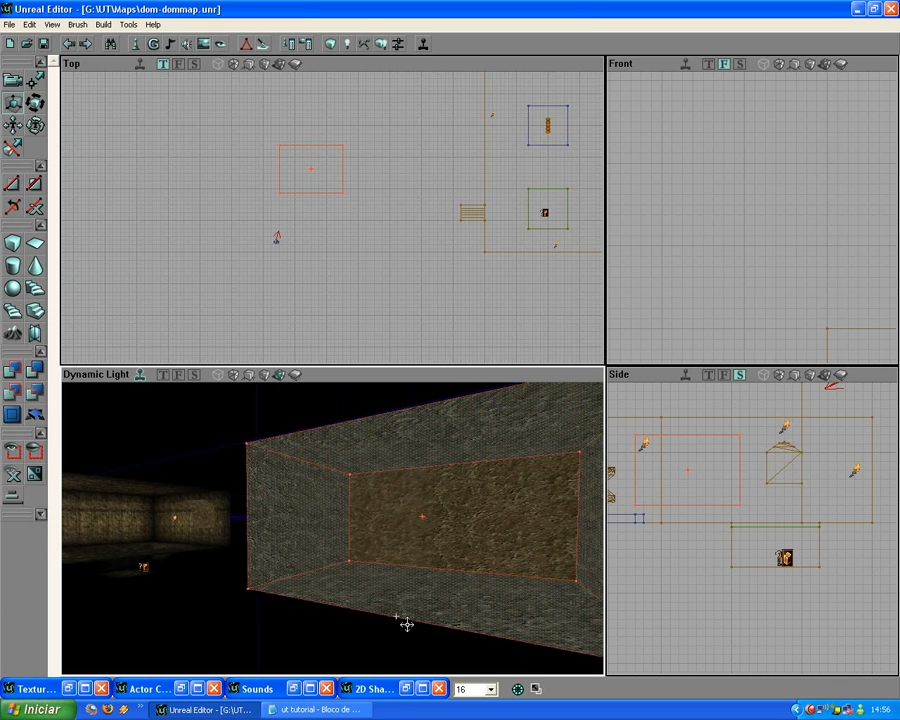 Unreal Editor - [G:\UT\Maps\dom-dommap.unr]
File Edit View Brush Build Tools Help
Top T F S
Front T F S
Dynamic Light T F S
Side T F S
Textur... Actor C... Sounds 2D Sha... 16
Iniciar Unreal Editor - [G:\UT... ut tutorial - Bloco de ... 14:56